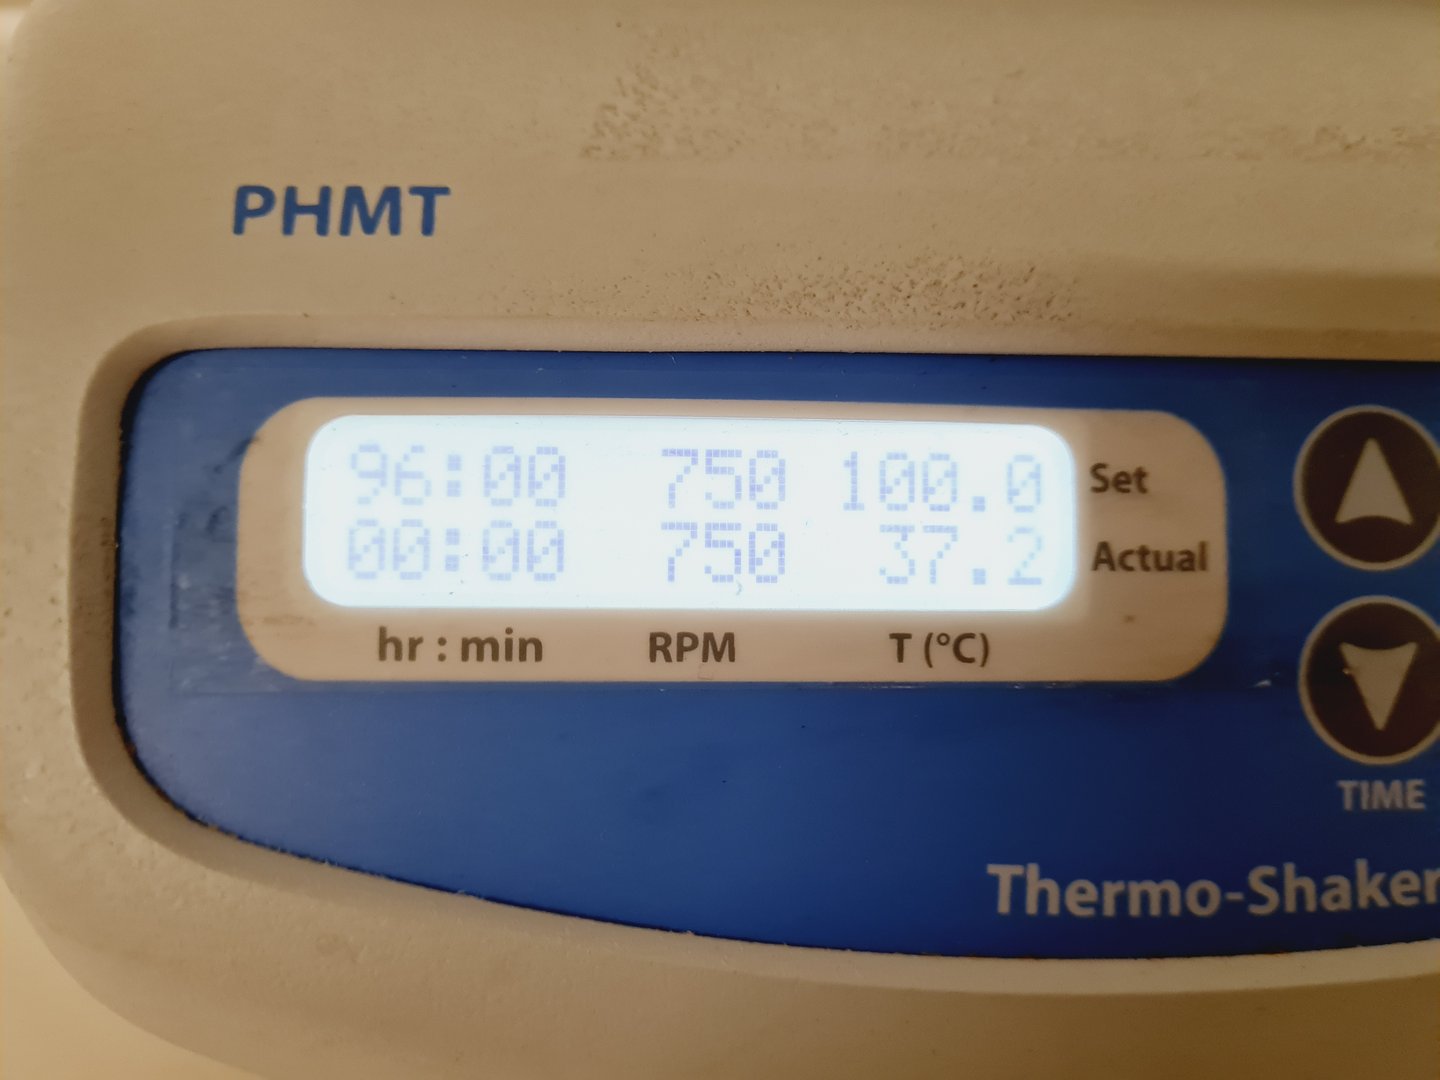 PHMT
96:00 750 100.0 Set
00:00 750 37.2 Actual
hr : min RPM T (°C)
TIME
Thermo-Shaker